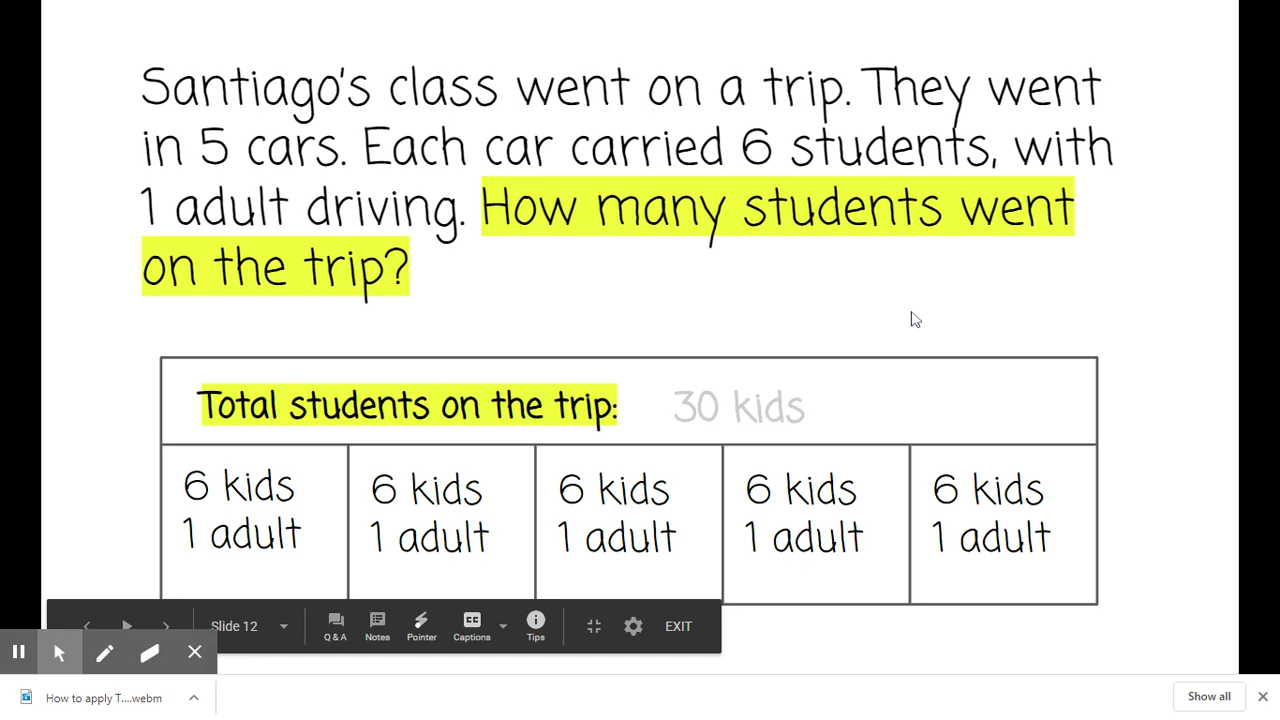 Santiago's class went on a trip. They went
in 5 cars. Each car carried 6 students, with
1 adult driving. How many students went
on the trip?
Total students on the trip: 30 kids
6 kids 6 kids 6 kids 6 kids 6 kids
1 adult 1 adult 1 adult 1 adult 1 adult
Slide 12 Q & A Notes Pointer CC Captions Tips EXIT
How to apply T....webm Show all